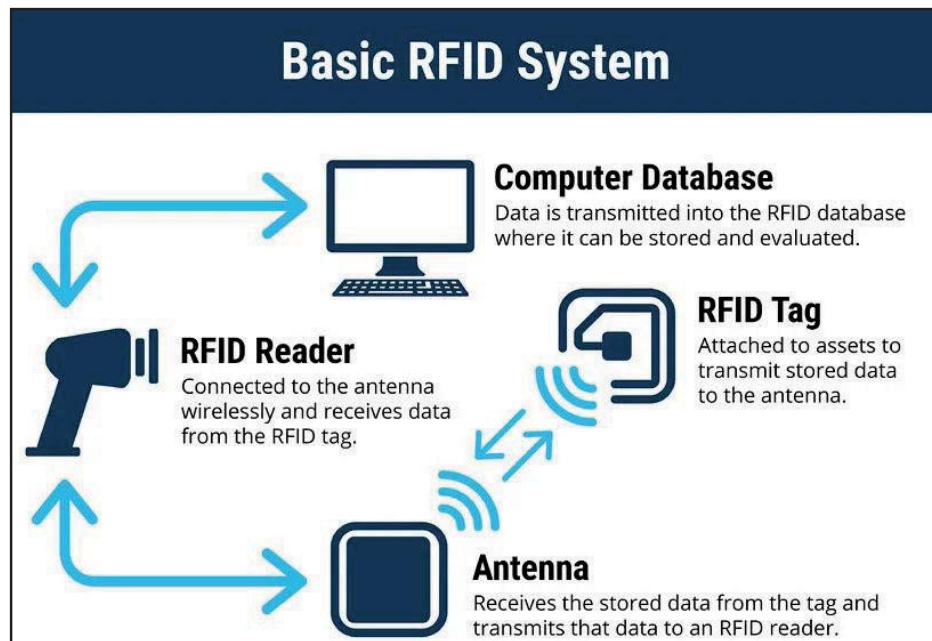 Basic RFID System
Computer Database
Data is transmitted into the RFID database
where it can be stored and evaluated.
RFID Tag
Attached to assets to
transmit stored data
to the antenna.
RFID Reader
Connected to the antenna
wirelessly and receives data
from the RFID tag.
Antenna
Receives the stored data from the tag and
transmits that data to an RFID reader.